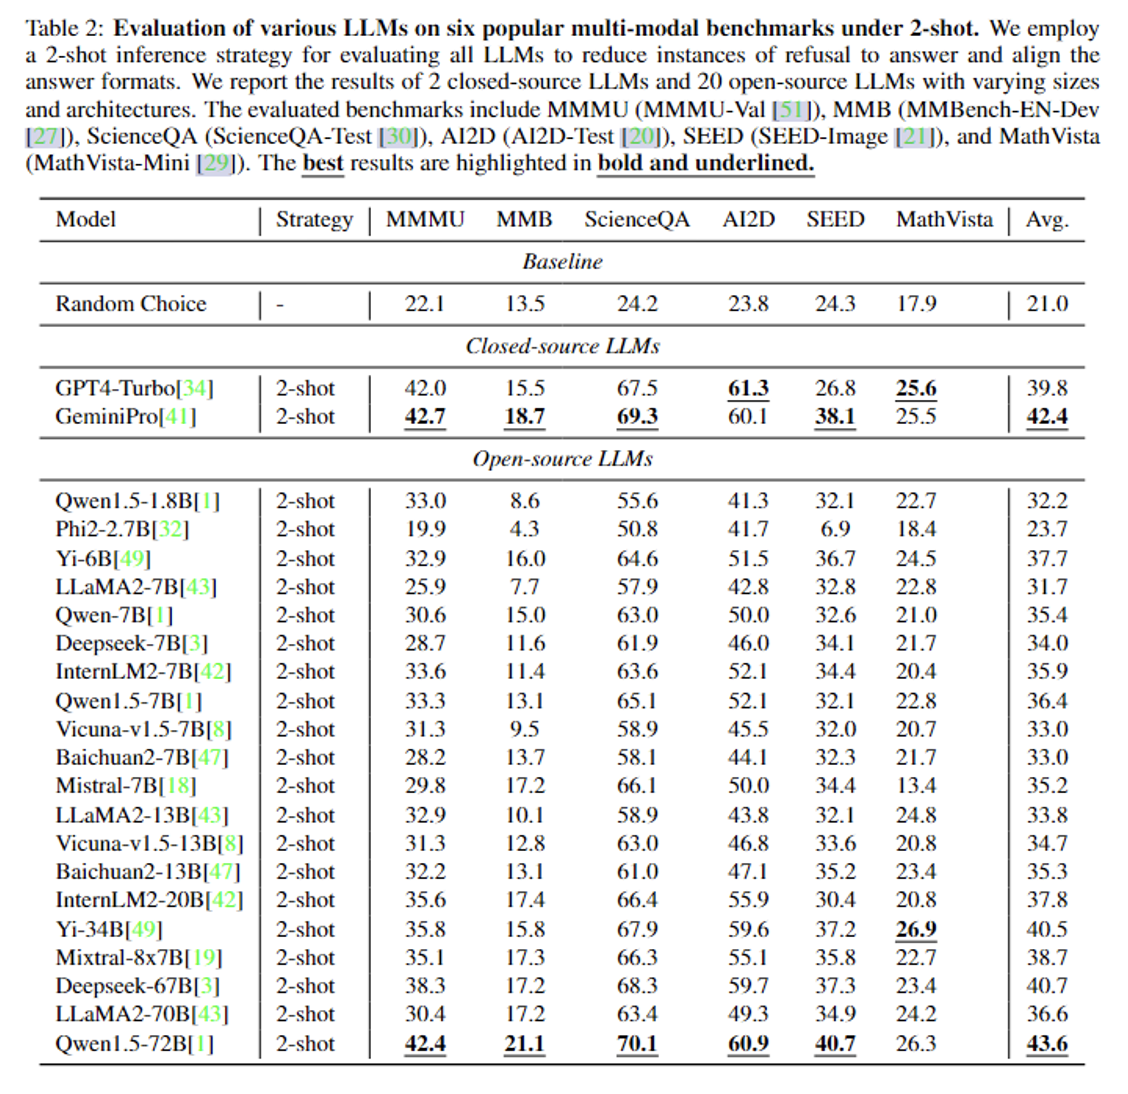 Table 2: Evaluation of various LLMs on six popular multi-modal benchmarks under 2-shot. We employ
a 2-shot inference strategy for evaluating all LLMs to reduce instances of refusal to answer and align the
answer formats. We report the results of 2 closed-source LLMs and 20 open-source LLMs with varying sizes
and architectures. The evaluated benchmarks include MMMU (MMMU-Val [51]), MMB (MMBench-EN-Dev
[27]), ScienceQA (ScienceQA-Test [30]), AI2D (AI2D-Test [20]), SEED (SEED-Image [21]), and MathVista
(MathVista-Mini [29]). The best results are highlighted in bold and underlined.
Model Strategy MMMU MMB ScienceQA AI2D SEED MathVista Avg.
Baseline
Random Choice - 22.1 13.5 24.2 23.8 24.3 17.9 21.0
Closed-source LLMs
GPT4-Turbo[34] 2-shot 42.0 15.5 67.5 61.3 26.8 25.6 39.8
GeminiPro[41] 2-shot 42.7 18.7 69.3 60.1 38.1 25.5 42.4
Open-source LLMs
Qwen1.5-1.8B[1] 2-shot 33.0 8.6 55.6 41.3 32.1 22.7 32.2
Phi2-2.7B[32] 2-shot 19.9 4.3 50.8 41.7 6.9 18.4 23.7
Yi-6B[49] 2-shot 32.9 16.0 64.6 51.5 36.7 24.5 37.7
LLaMA2-7B[43] 2-shot 25.9 7.7 57.9 42.8 32.8 22.8 31.7
Qwen-7B[1] 2-shot 30.6 15.0 63.0 50.0 32.6 21.0 35.4
Deepseek-7B[3] 2-shot 28.7 11.6 61.9 46.0 34.1 21.7 34.0
InternLM2-7B[42] 2-shot 33.6 11.4 63.6 52.1 34.4 20.4 35.9
Qwen1.5-7B[1] 2-shot 33.3 13.1 65.1 52.1 32.1 22.8 36.4
Vicuna-v1.5-7B[8] 2-shot 31.3 9.5 58.9 45.5 32.0 20.7 33.0
Baichuan2-7B[47] 2-shot 28.2 13.7 58.1 44.1 32.3 21.7 33.0
Mistral-7B[18] 2-shot 29.8 17.2 66.1 50.0 34.4 13.4 35.2
LLaMA2-13B[43] 2-shot 32.9 10.1 58.9 43.8 32.1 24.8 33.8
Vicuna-v1.5-13B[8] 2-shot 31.3 12.8 63.0 46.8 33.6 20.8 34.7
Baichuan2-13B[47] 2-shot 32.2 13.1 61.0 47.1 35.2 23.4 35.3
InternLM2-20B[42] 2-shot 35.6 17.4 66.4 55.9 30.4 20.8 37.8
Yi-34B[49] 2-shot 35.8 15.8 67.9 59.6 37.2 26.9 40.5
Mixtral-8x7B[19] 2-shot 35.1 17.3 66.3 55.1 35.8 22.7 38.7
Deepseek-67B[3] 2-shot 38.3 17.2 68.3 59.7 37.3 23.4 40.7
LLaMA2-70B[43] 2-shot 30.4 17.2 63.4 49.3 34.9 24.2 36.6
Qwen1.5-72B[1] 2-shot 42.4 21.1 70.1 60.9 40.7 26.3 43.6